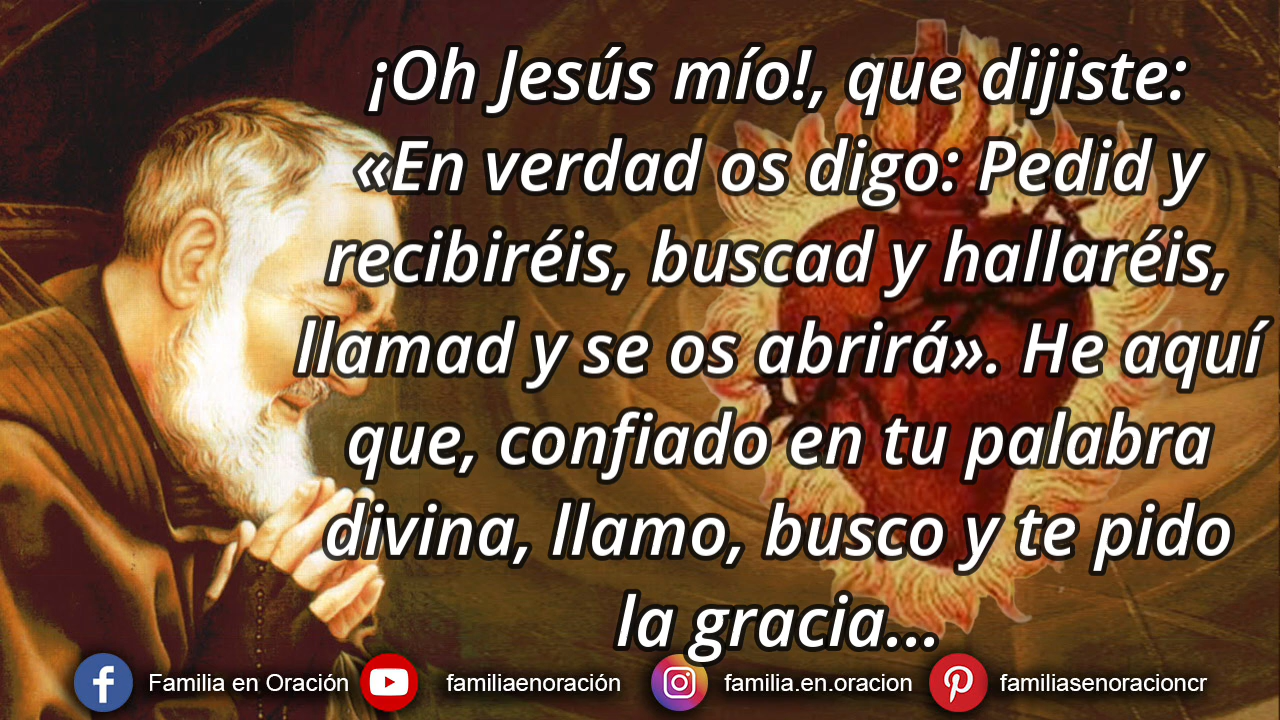 ¡Oh Jesús mío!, que dijiste:
«En verdad os digo: Pedid y
recibiréis, buscad y hallaréis,
llamad y se os abrirá». He aquí
que, confiado en tu palabra
divina, llamo, busco y te pido
la gracia...
Familia en Oración familiaenoración familia.en.oracion familiasenoracioncr